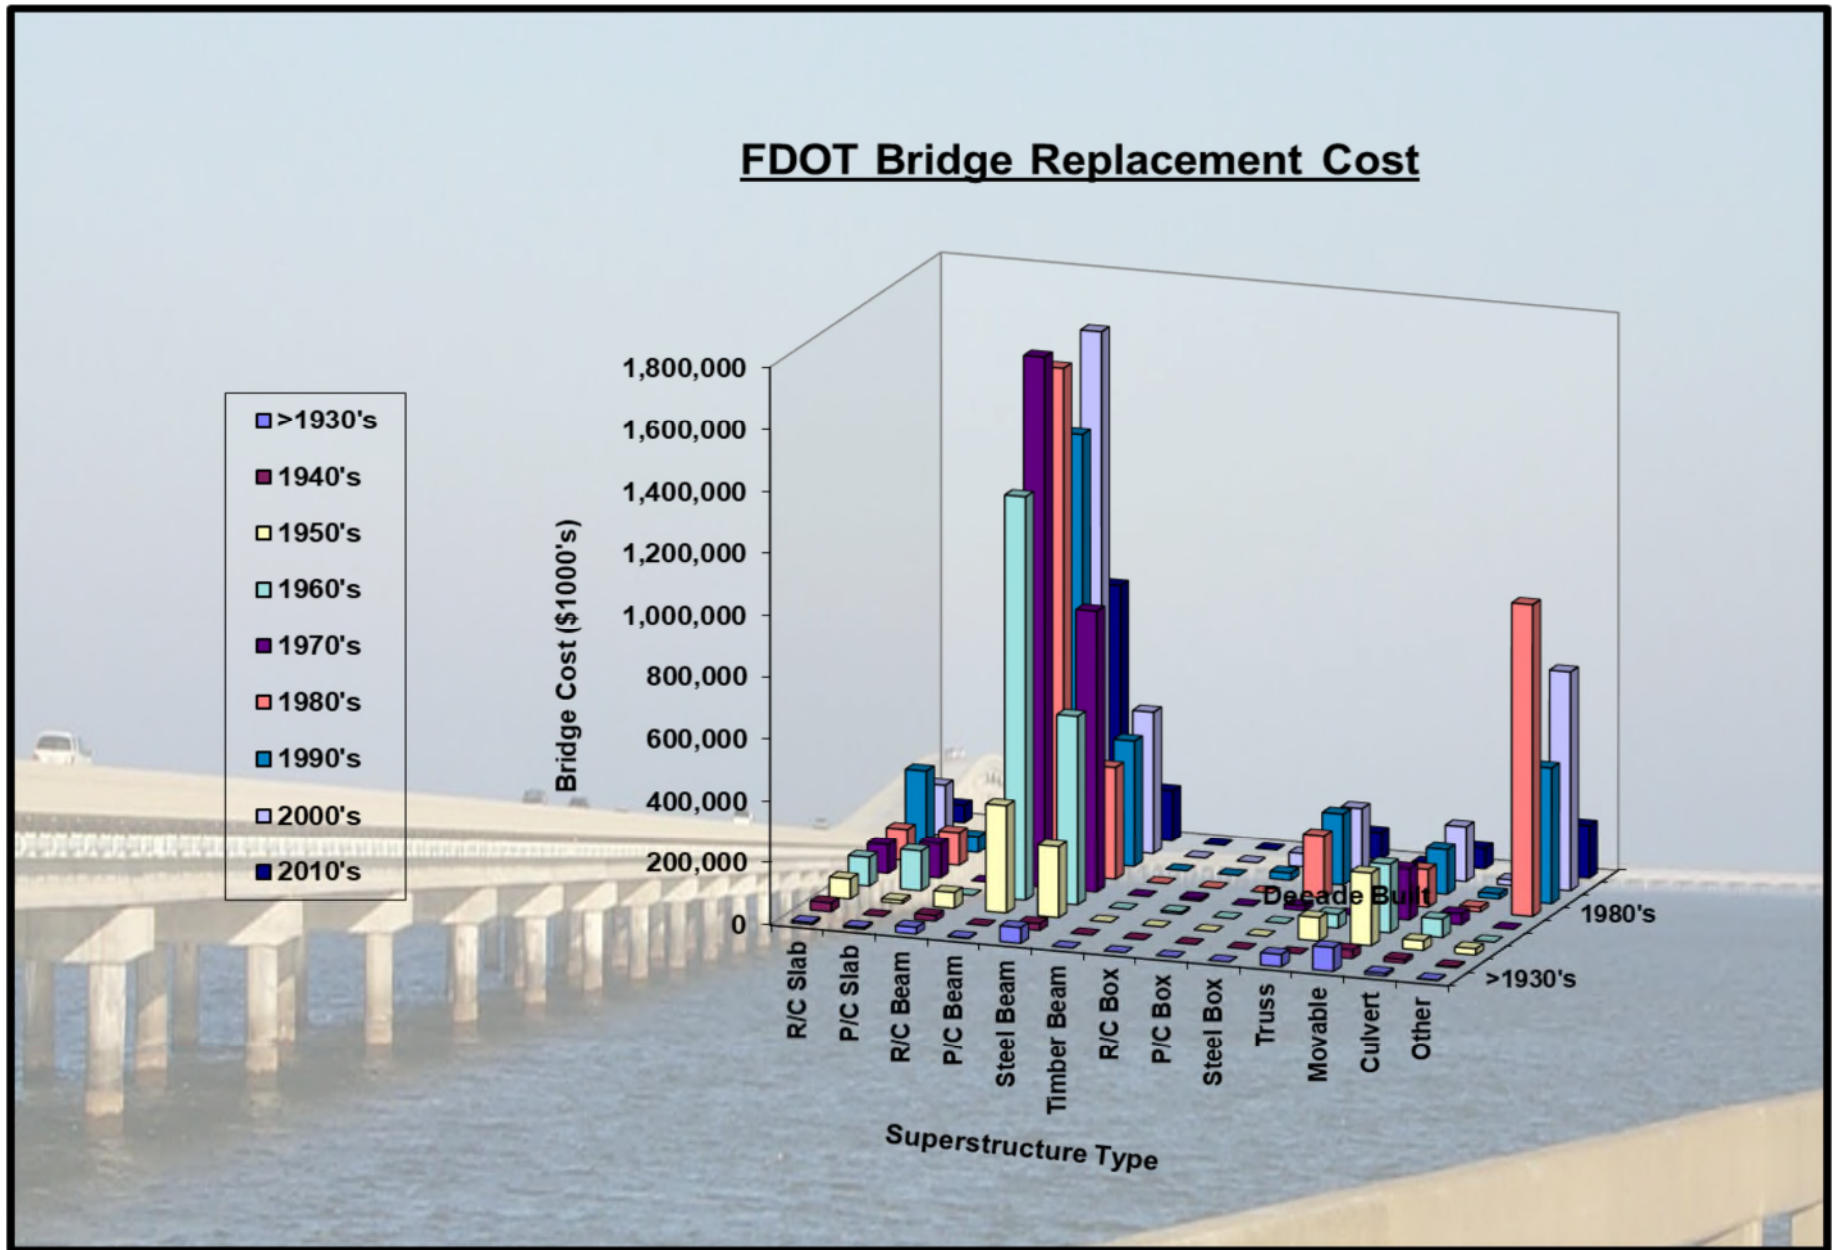 FDOT Bridge Replacement Cost
>1930's
1940's
1950's
1960's
1970's
1980's
1990's
2000's
2010's
Bridge Cost ($1000's)
1,800,000
1,600,000
1,400,000
1,200,000
1,000,000
800,000
600,000
400,000
200,000
0
R/C Slab
P/C Slab
R/C Beam
P/C Beam
Steel Beam
Timber Beam
R/C Box
P/C Box
Steel Box
Truss
Movable
Culvert
Other
Superstructure Type
Decade Built
1980's
>1930's